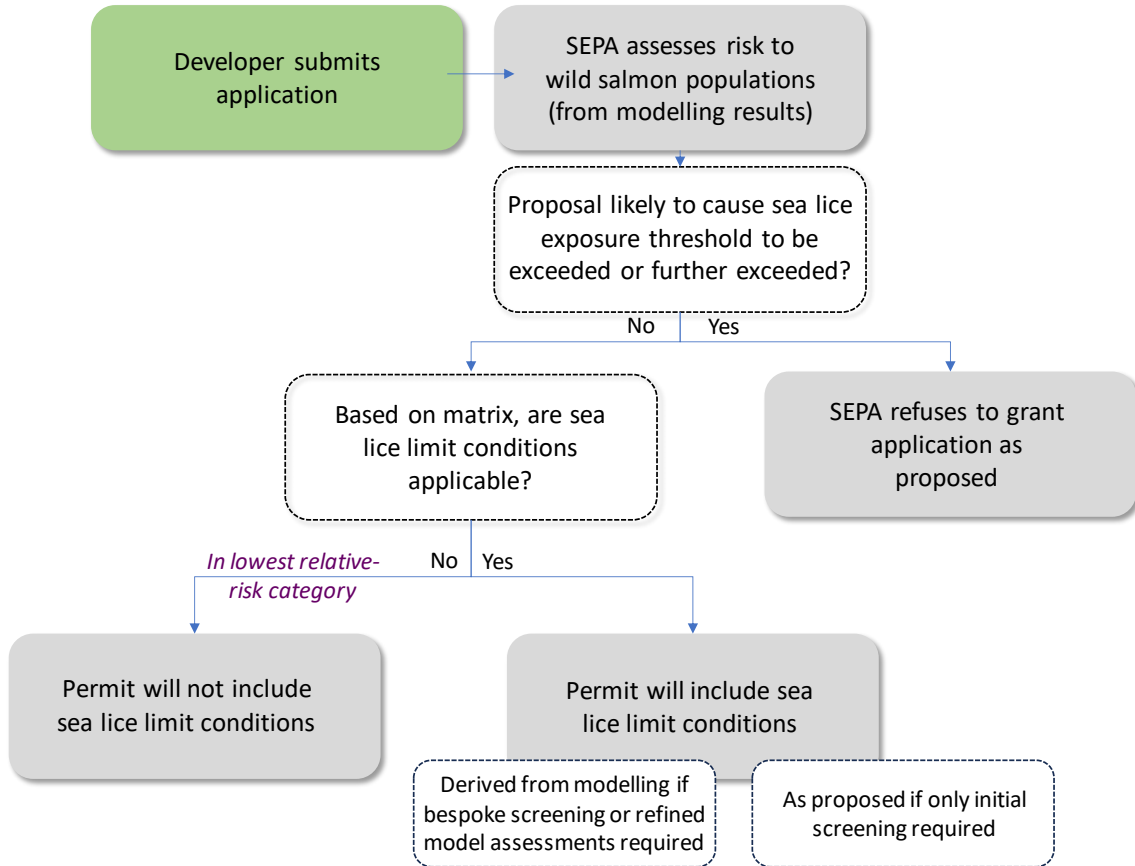 Developer submits
application
SEPA assesses risk to
wild salmon populations
(from modelling results)
Proposal likely to cause sea lice
exposure threshold to be
exceeded or further exceeded?
No
Yes
Based on matrix, are sea
lice limit conditions
applicable?
SEPA refuses to grant
application as
proposed
In lowest relative-
risk category
No
Yes
Permit will not include
sea lice limit conditions
Permit will include sea
lice limit conditions
Derived from modelling if
bespoke screening or refined
model assessments required
As proposed if only initial
screening required